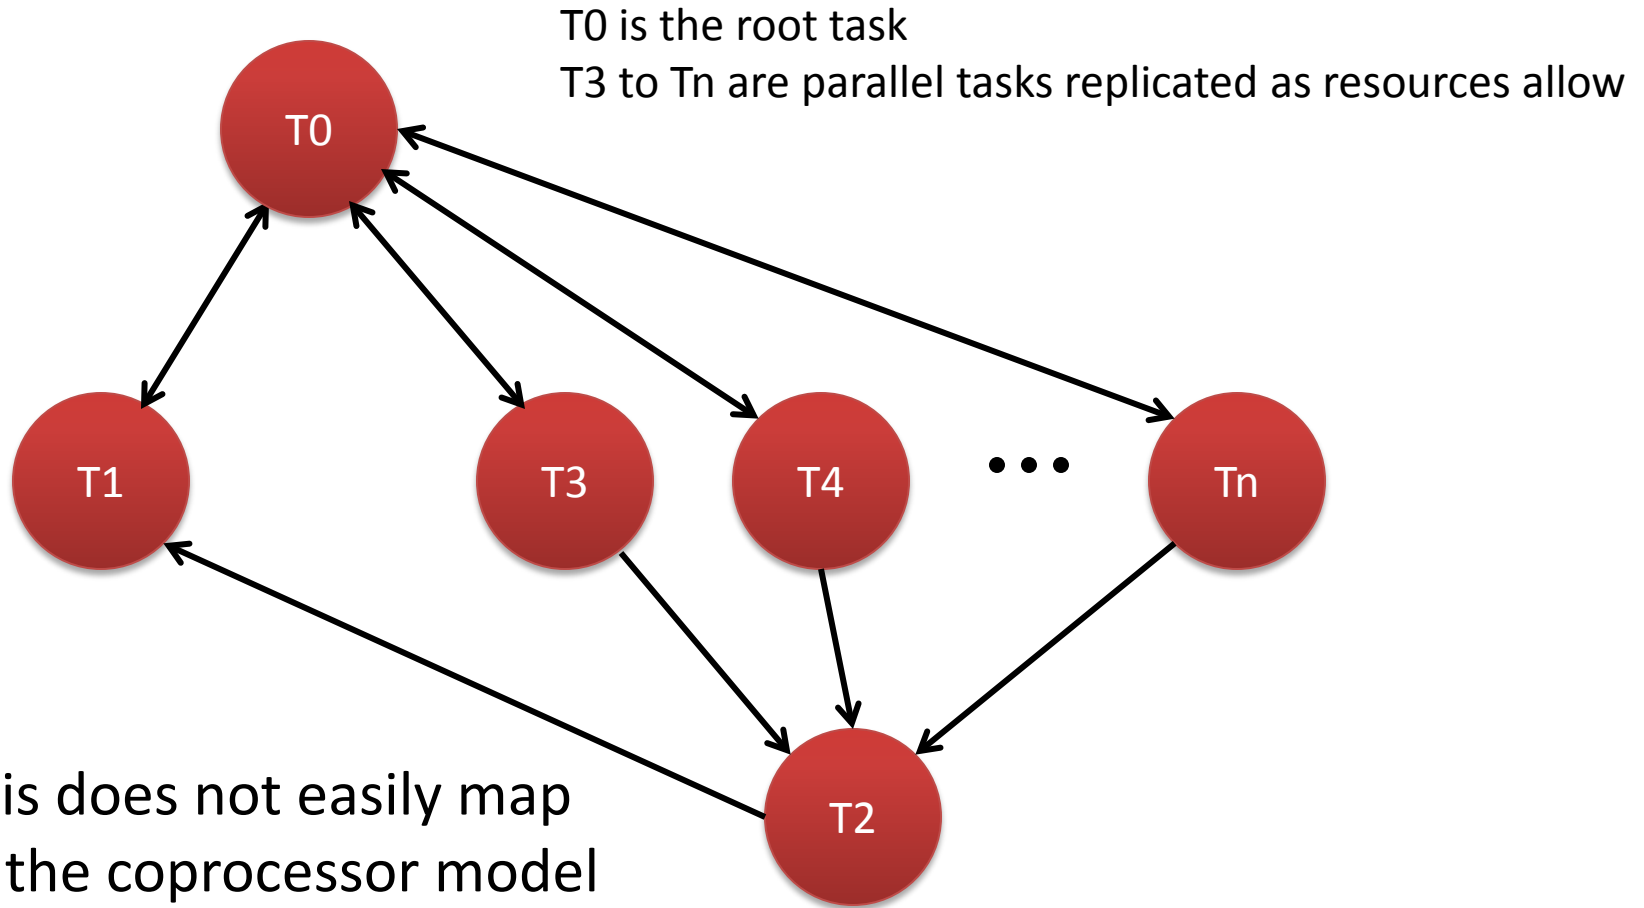 T0 is the root task
T3 to Tn are parallel tasks replicated as resources allow
T0
T1
T3
T4
•••
Tn
T2
is does not easily map
the coprocessor model